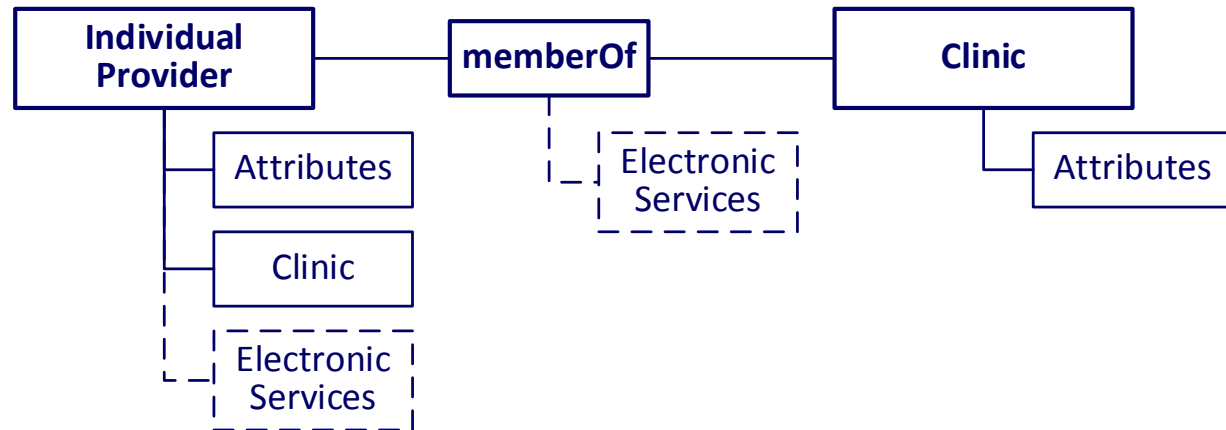 Individual
Provider
memberOf
Clinic
Attributes
Clinic
Electronic
Services
Electronic
Services
Attributes